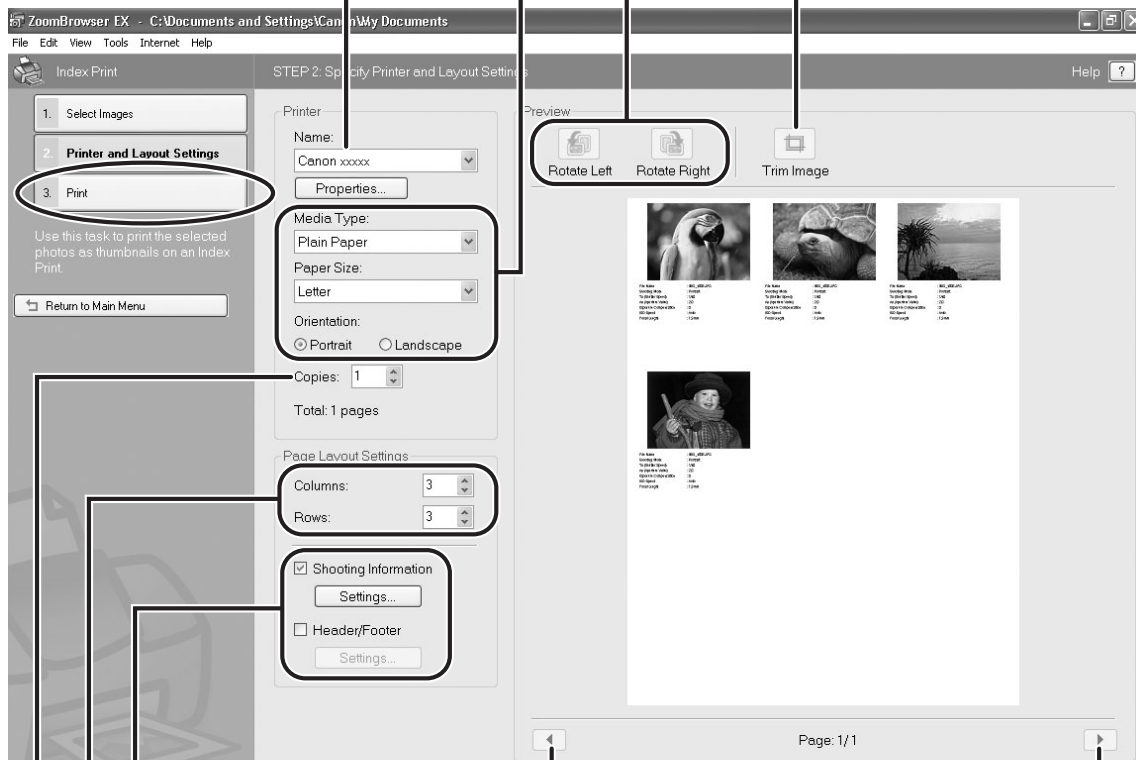 ZoomBrowser EX - C:\Documents and Settings\Canon\My Documents
File Edit View Tools Internet Help
Index Print
STEP 2: Specify Printer and Layout Settings
Help ?
1. Select Images
2. Printer and Layout Settings
3. Print
Use this task to print the selected
photos as thumbnails on an Index
Print.
Return to Main Menu
Printer
Name:
Canon xxxxx
Properties...
Media Type:
Plain Paper
Paper Size:
Letter
Orientation:
Portrait Landscape
Copies: 1
Total: 1 pages
Page Layout Settings
Columns: 3
Rows: 3
Shooting Information
Settings...
Header/Footer
Settings...
Preview
Rotate Left Rotate Right Trim Image
Page: 1/1